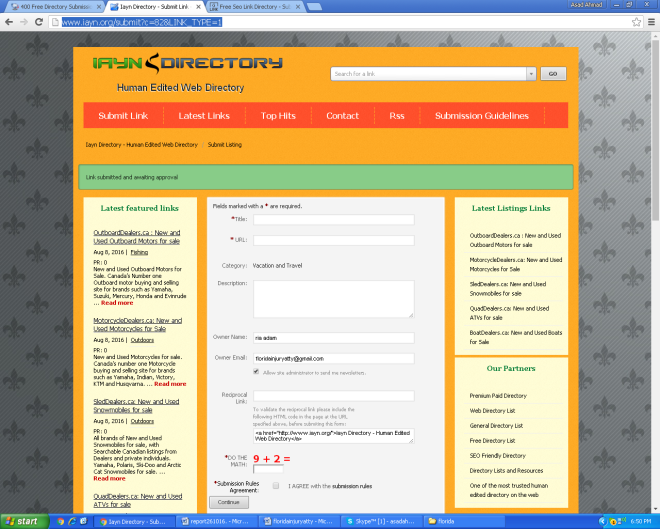 400 Free Directory Submiss
Iayn Directory - Submit Link
Free Seo Link Directory - Sub
Asad Ahmad
www.iayn.org/submit?c=82&LINK_TYPE=1
IAYN DIRECTORY
Human Edited Web Directory
Search for a link
GO
Submit Link
Latest Links
Top Hits
Contact
Rss
Submission Guidelines
Iayn Directory - Human Edited Web Directory
Submit Listing
Link submitted and awaiting approval
Latest featured links
OutboardDealers.ca : New and
Used Outboard Motors for sale
Aug 8, 2016 | Fishing
PR: 0
New and Used Outboard Motors for
Sale. Canada's Number one
Outboard motor buying and selling
site for brands such as Yamaha,
Suzuki, Mercury, Honda and Evinrude
... Read more
MotorcycleDealers.ca: New and
Used Motorcycles for Sale
Aug 8, 2016 | Outdoors
PR: 0
New and Used Motorcycles for sale.
Canada's number one Motorcycle
buying and selling site for brands
such as Yamaha, Indian, Victory,
KTM and Husqvarna. ... Read more
SledDealers.ca: New and Used
Snowmobiles for sale
Aug 8, 2016 | Outdoors
PR: 0
All brands of New and Used
Snowmobiles for sale, with
Searchable Canadian listings from
Dealers and private individuals.
Yamaha, Polaris, Ski-Doo and Arctic
Cat Snowmobiles for sale. ...
Read more
QuadDealers.ca: New and Used
ATVs for sale
Fields marked with a * are required.
*Title:
*URL:
Category: Vacation and Travel
Description:
Owner Name: ria adam
Owner Email: floridainjuryatty@gmail.com
Allow site administrator to send me newsletters.
Reciprocal
Link:
To validate the reciprocal link please include the
following HTML code in the page at the URL
specified above, before submitting this form:
<a href="http://www.iayn.org/">Iayn Directory - Human Edited
Web Directory</a>
*DO THE
MATH:
9 + 2 =
*Submission Rules
Agreement:
I AGREE with the submission rules
Continue
Latest Listings Links
OutboardDealers.ca: New and Used
Outboard Motors for sale
MotorcycleDealers.ca: New and Used
Motorcycles for Sale
SledDealers.ca: New and Used
Snowmobiles for sale
QuadDealers.ca: New and Used
ATVs for sale
BoatDealers.ca: New and Used Boats
for Sale
Our Partners
Premium Paid Directory
Web Directory List
General Directory List
Free Directory List
SEO Friendly Directory
Directory Lists and Resources
One of the most trusted human
edited directory on the web
start
Iayn Directory - Sub...
report261016. - Micr...
floridainjuryatty - Mic...
Skype™ [1] - asadah...
florida
6:50 PM